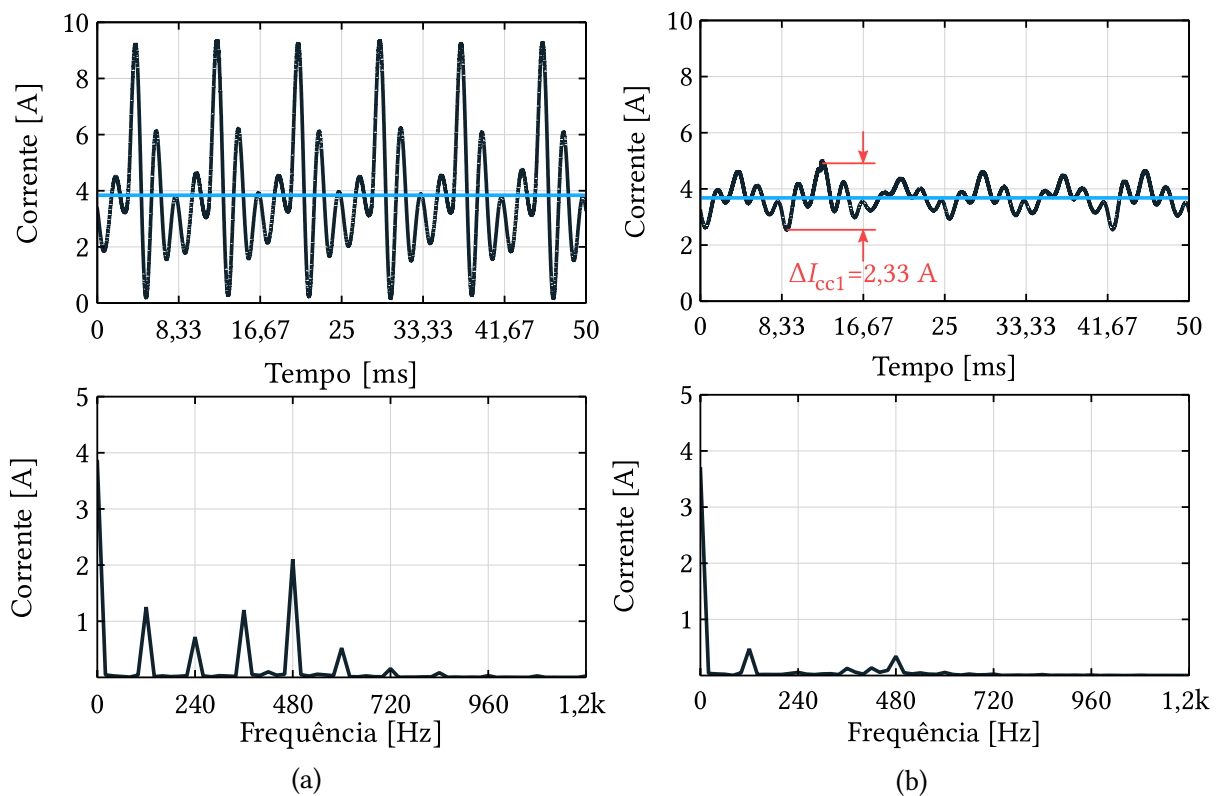 Corrente [A]
10
8
6
4
2
0
0 8,33 16,67 25 33,33 41,67 50
Tempo [ms]
Corrente [A]
10
8
6
4
2
0
ΔIcc1=2,33 A
0 8,33 16,67 25 33,33 41,67 50
Tempo [ms]
Corrente [A]
5
4
3
2
1
0 240 480 720 960 1,2k
Frequência [Hz]
(a)
Corrente [A]
5
4
3
2
1
0 240 480 720 960 1,2k
Frequência [Hz]
(b)